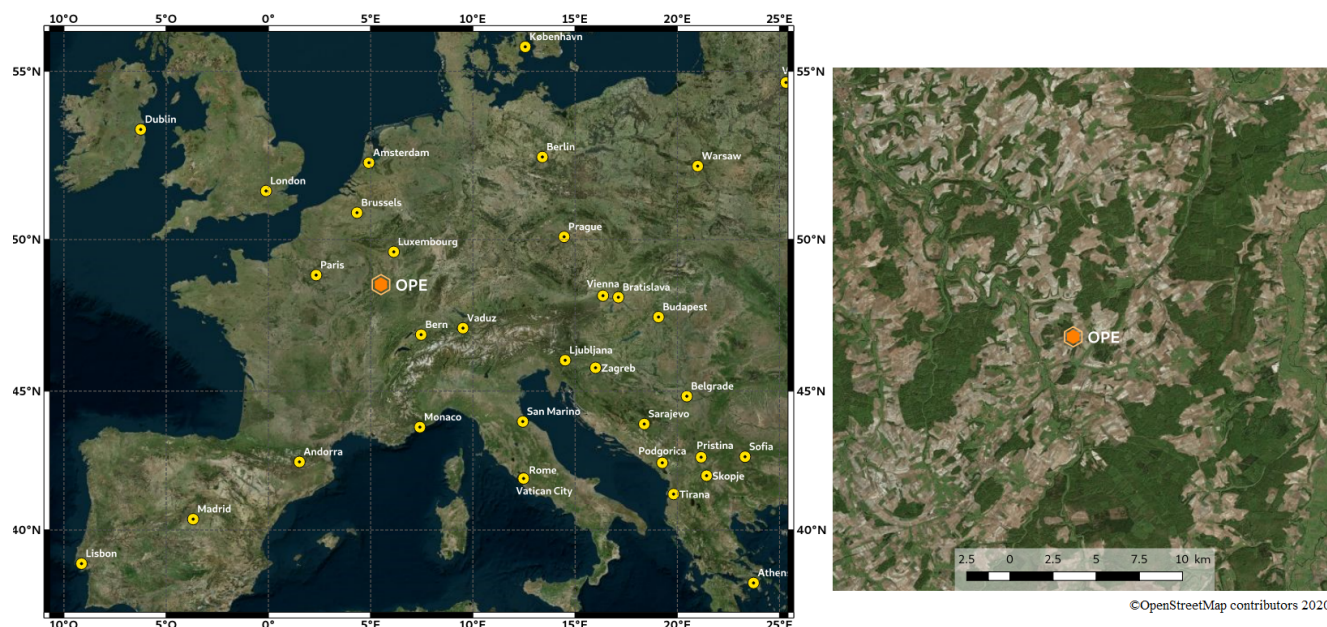 10°O 5°O 0° 5°E 10°E 15°E 20°E 25°E
København
55°N
55°N
Dublin
Amsterdam
Berlin
Warsaw
London
Brussels
50°N
50°N
Prague
Luxembourg
Paris
OPE
Vienna
Bratislava
Budapest
Vaduz
Bern
Ljubljana
Zagreb
45°N
45°N
Belgrade
Monaco
San Marino
Sarajevo
Andorra
Podgorica
Pristina
Sofia
Rome
Vatican City
Skopje
Tirana
Madrid
40°N
40°N
Lisbon
Athens
10°O 5°O 0° 5°E 10°E 15°E 20°E 25°E
OPE
2.5 0 2.5 5 7.5 10 km
©OpenStreetMap contributors 2020